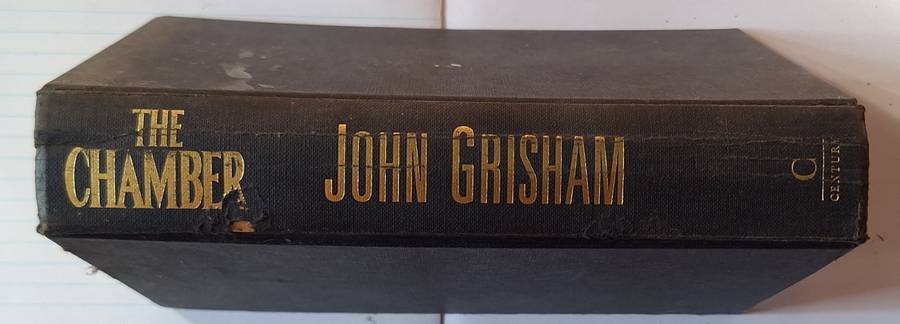 THE
CHAMBER
JOHN GRISHAM
C
CENTURY